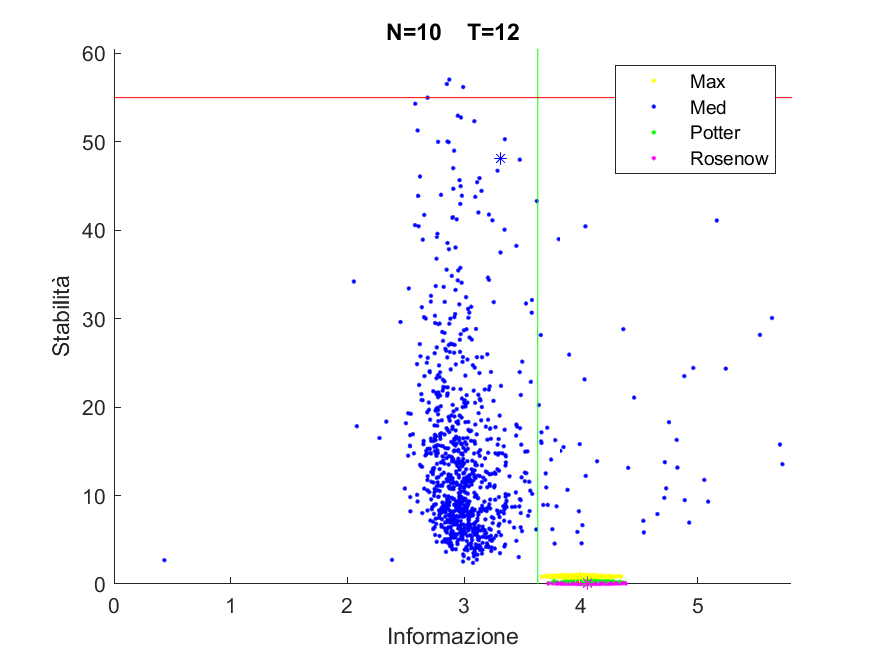 N=10 T=12
60
50
40
30
20
10
0
Stabilità
0 1 2 3 4 5
Informazione
Max
Med
Potter
Rosenow